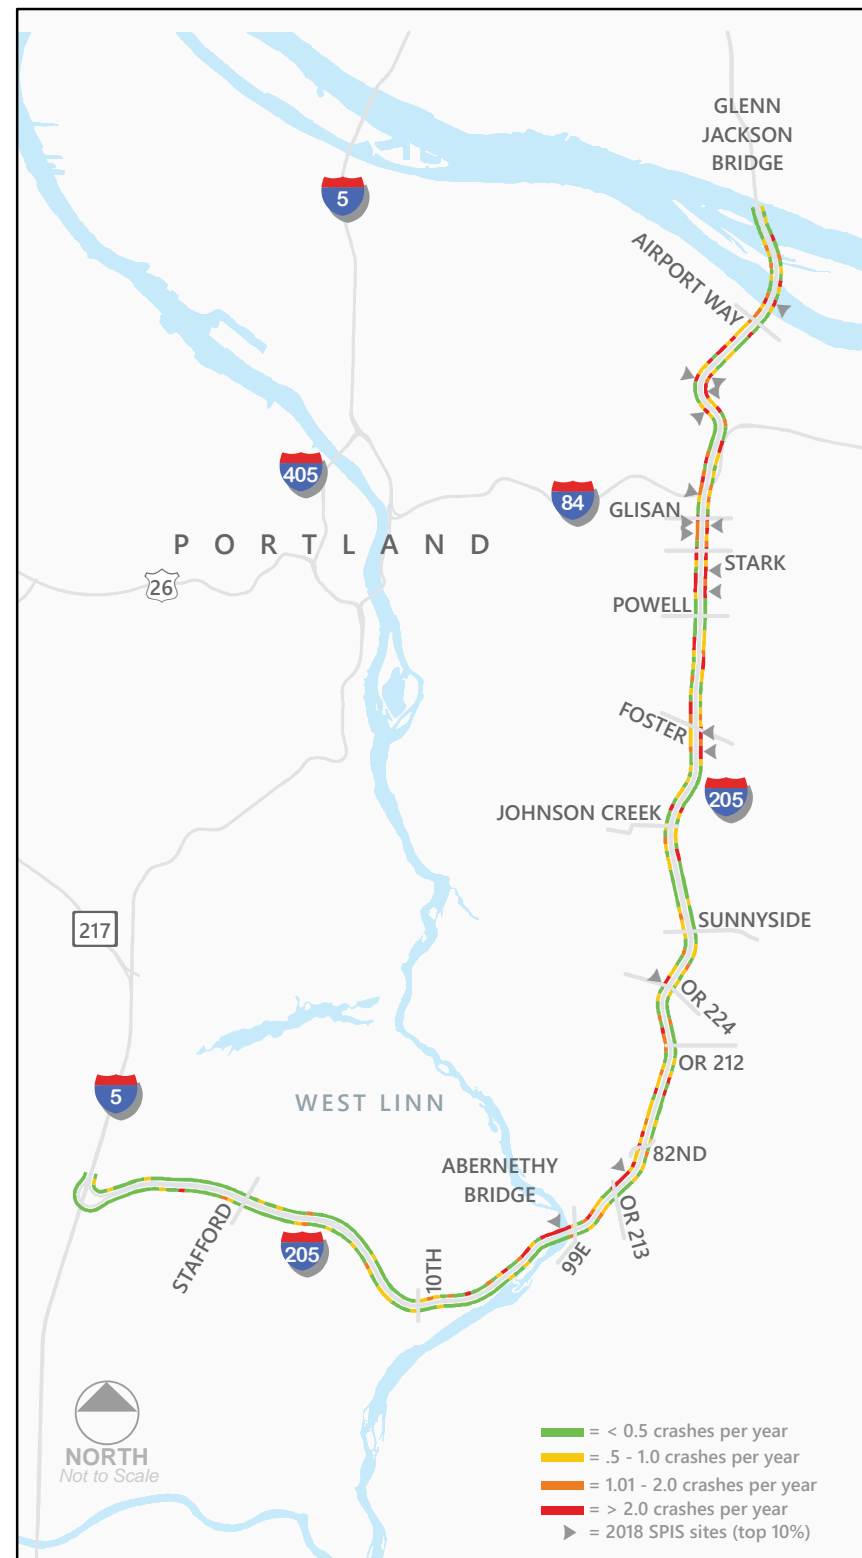 GLENN
JACKSON
BRIDGE
5
AIRPORT WAY
405
84
GLISAN
PORTLAND
STARK
26
POWELL
FOSTER
205
JOHNSON CREEK
217
SUNNYSIDE
OR 224
OR 212
5
WEST LINN
82ND
ABERNETHY
BRIDGE
OR 213
STAFFORD
205
99E
10TH
NORTH
Not to Scale
= < 0.5 crashes per year
= .5 - 1.0 crashes per year
= 1.01 - 2.0 crashes per year
= > 2.0 crashes per year
= 2018 SPIS sites (top 10%)